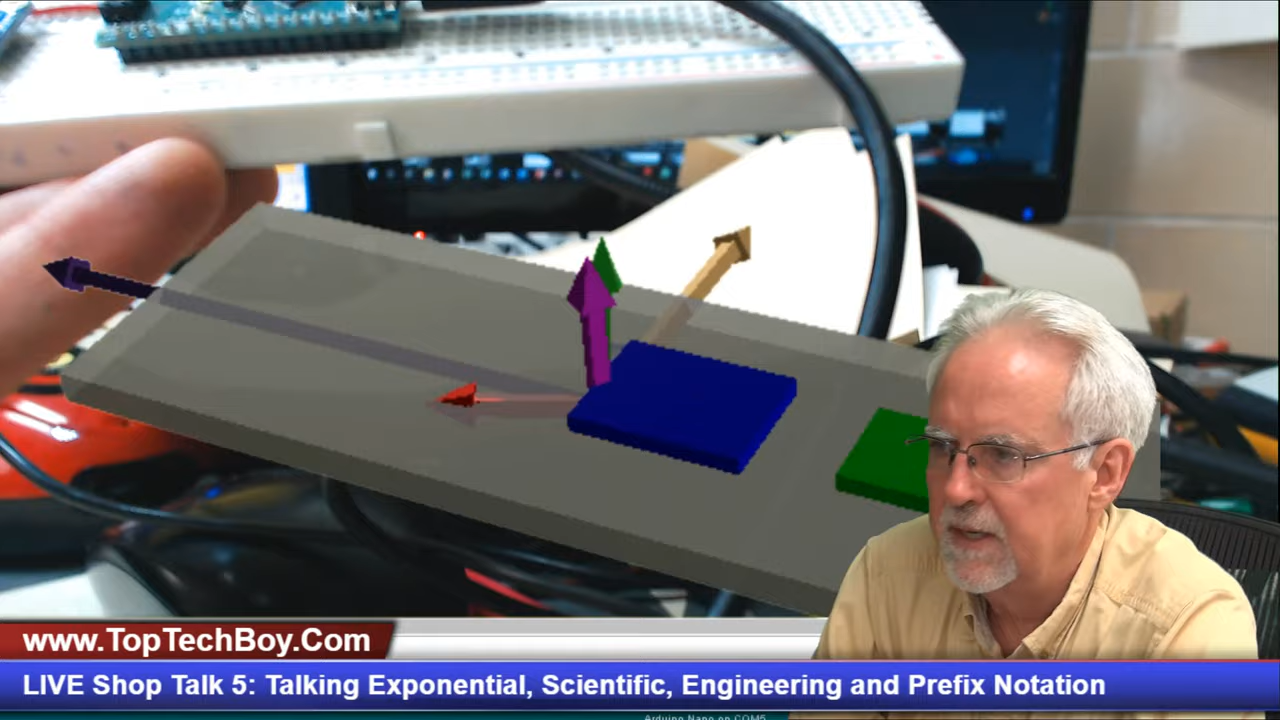 www.TopTechBoy.Com
LIVE Shop Talk 5: Talking Exponential, Scientific, Engineering and Prefix Notation
Arduino Nano on COM5